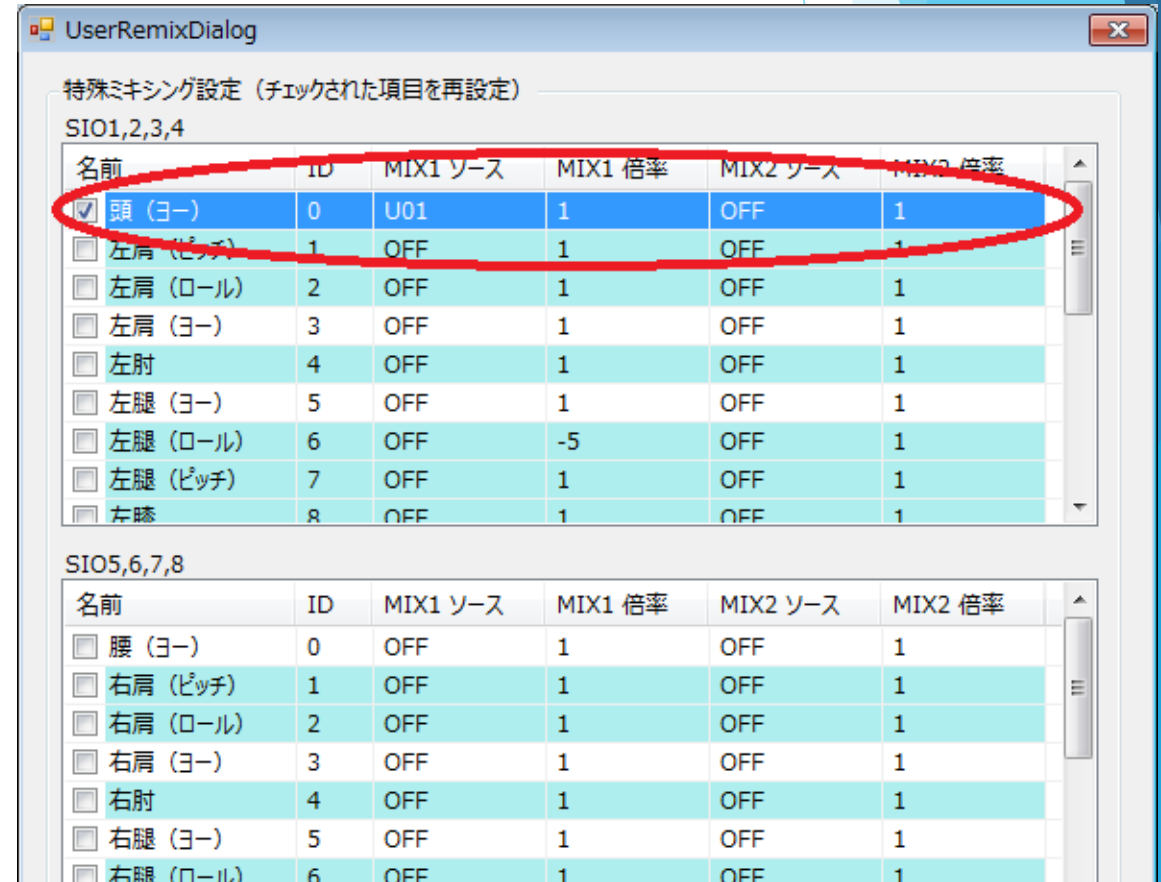 UserRemixDialog
特殊ミキシング設定（チェックされた項目を再設定）
SIO1,2,3,4
名前 ID MIX1 ソース MIX1 倍率 MIX2 ソース MIX2 倍率
頭（ヨー） 0 U01 1 OFF 1
左肩（ピッチ） 1 OFF 1 OFF 1
左肩（ロール） 2 OFF 1 OFF 1
左肩（ヨー） 3 OFF 1 OFF 1
左肘 4 OFF 1 OFF 1
左腿（ヨー） 5 OFF 1 OFF 1
左腿（ロール） 6 OFF -5 OFF 1
左腿（ピッチ） 7 OFF 1 OFF 1
左膝 8 OFF 1 OFF 1
SIO5,6,7,8
名前 ID MIX1 ソース MIX1 倍率 MIX2 ソース MIX2 倍率
腰（ヨー） 0 OFF 1 OFF 1
右肩（ピッチ） 1 OFF 1 OFF 1
右肩（ロール） 2 OFF 1 OFF 1
右肩（ヨー） 3 OFF 1 OFF 1
右肘 4 OFF 1 OFF 1
右腿（ヨー） 5 OFF 1 OFF 1
右腿（ロール） 6 OFF 1 OFF 1